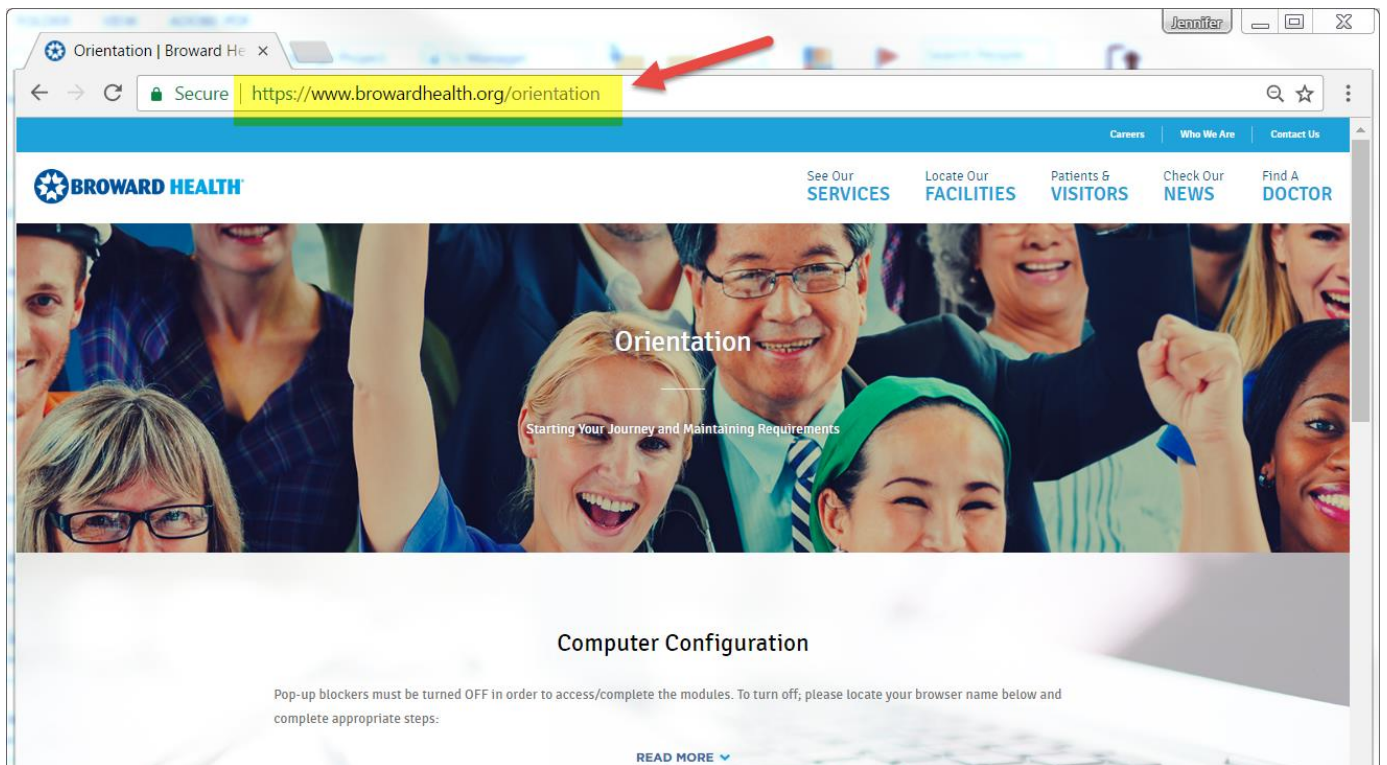 Jennifer
Orientation | Broward He
Secure | https://www.browardhealth.org/orientation
Careers
Who We Are
Contact Us
BROWARD HEALTH
See Our
SERVICES
Locate Our
FACILITIES
Patients &
VISITORS
Check Our
NEWS
Find A
DOCTOR
Orientation
Starting Your Journey and Maintaining Requirements
Computer Configuration
Pop-up blockers must be turned OFF in order to access/complete the modules. To turn off; please locate your browser name below and
complete appropriate steps:
READ MORE